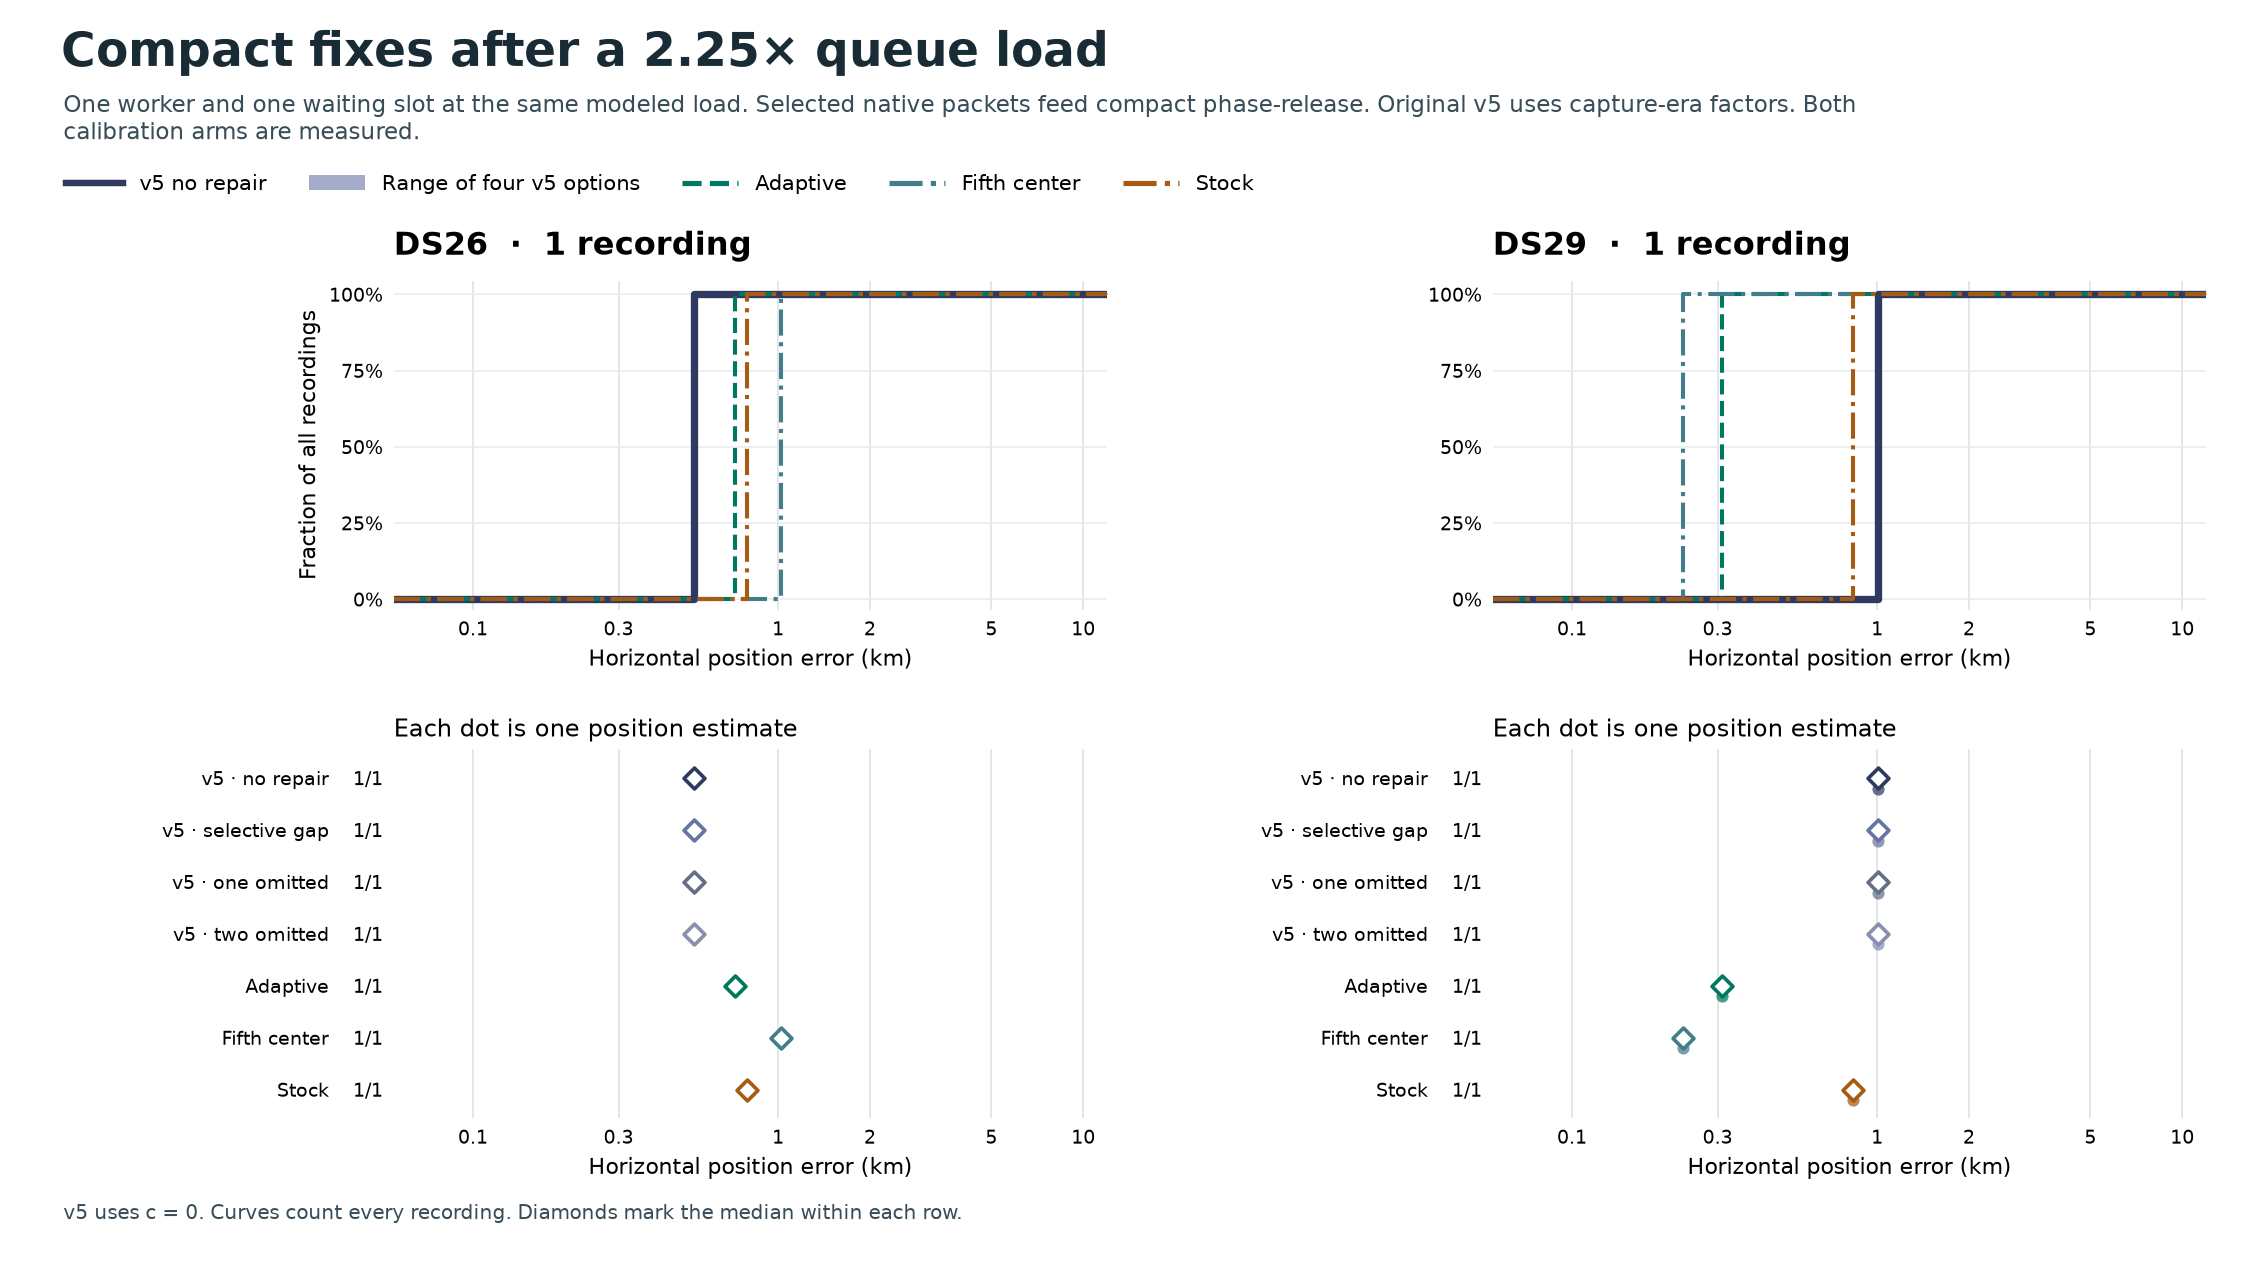 Compact fixes after a 2.25× queue load
One worker and one waiting slot at the same modeled load. Selected native packets feed compact phase-release. Original v5 uses capture-era factors. Both
calibration arms are measured.
v5 no repair   Range of four v5 options   Adaptive   Fifth center   Stock
DS26 · 1 recording
Fraction of all recordings
100%
75%
50%
25%
0%
0.1 0.3 1 2 5 10
Horizontal position error (km)
DS29 · 1 recording
100%
75%
50%
25%
0%
0.1 0.3 1 2 5 10
Horizontal position error (km)
Each dot is one position estimate
v5 · no repair 1/1
v5 · selective gap 1/1
v5 · one omitted 1/1
v5 · two omitted 1/1
Adaptive 1/1
Fifth center 1/1
Stock 1/1
0.1 0.3 1 2 5 10
Horizontal position error (km)
Each dot is one position estimate
v5 · no repair 1/1
v5 · selective gap 1/1
v5 · one omitted 1/1
v5 · two omitted 1/1
Adaptive 1/1
Fifth center 1/1
Stock 1/1
0.1 0.3 1 2 5 10
Horizontal position error (km)
v5 uses c = 0. Curves count every recording. Diamonds mark the median within each row.